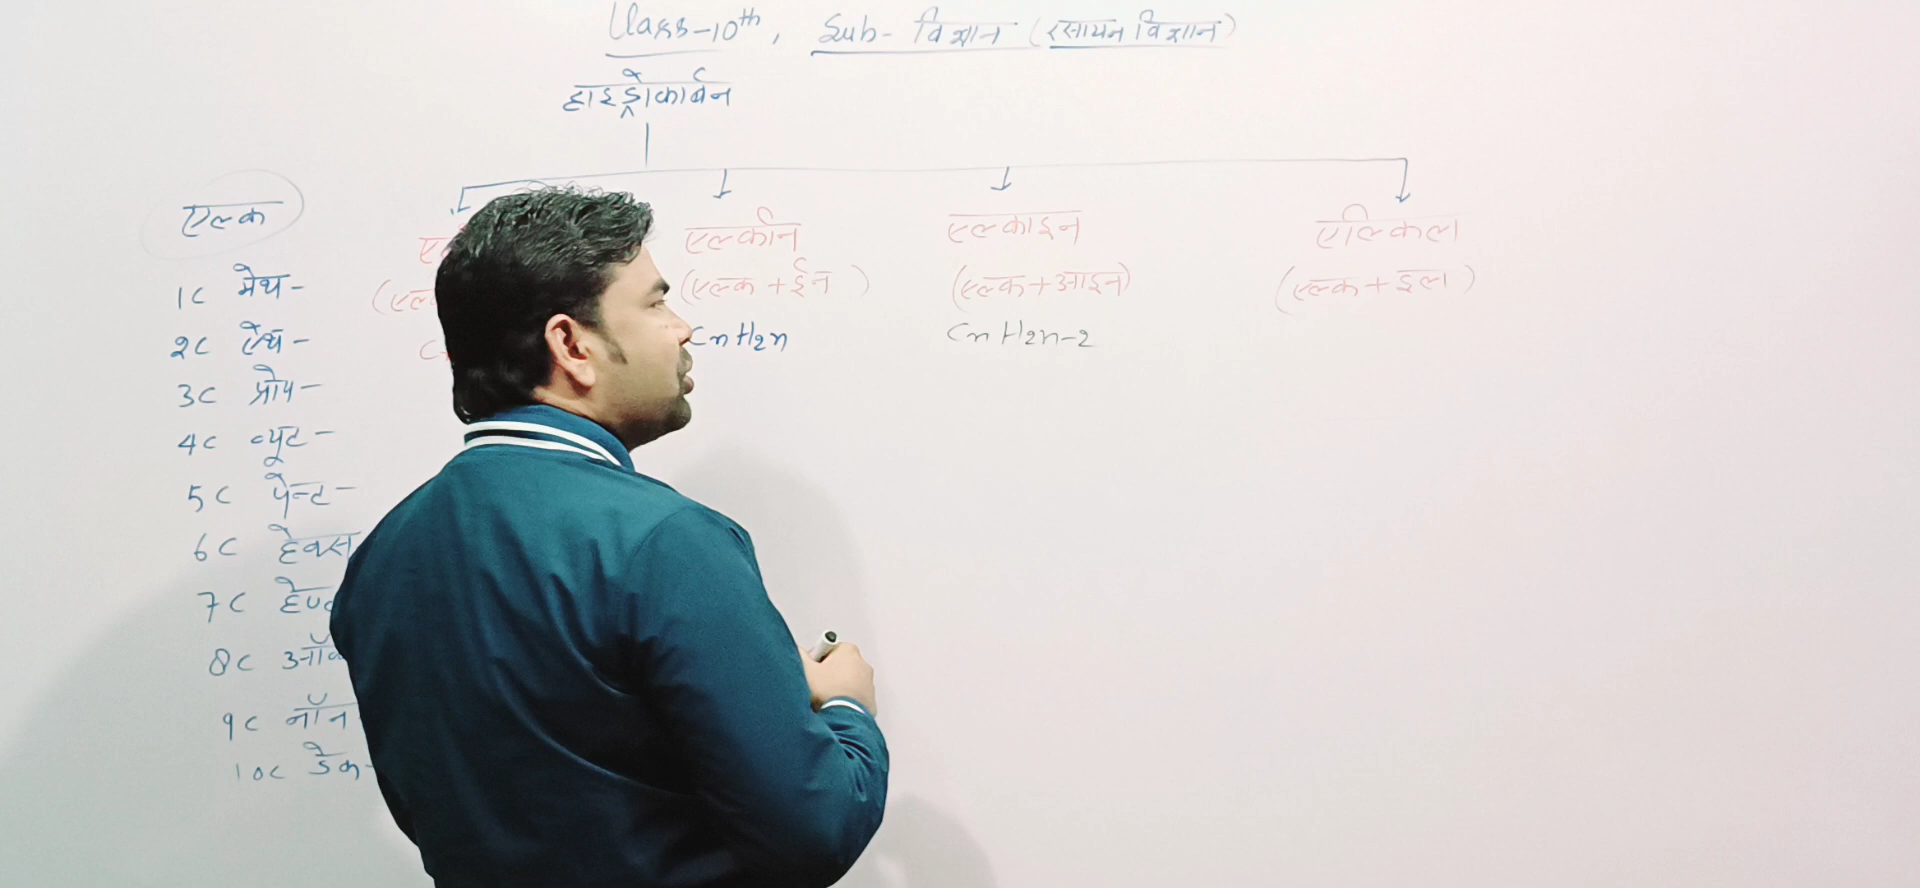 Class-10th, Sub- विज्ञान (रसायन विज्ञान)
हाइड्रोकार्बन
एल्क
एल्कीन एल्काइन एल्किल
(एल्क + ईन) (एल्क+आइन) (एल्क + इल)
CnH2n CnH2n-2
1C मेथ-
2C ऐथ-
3C प्रोप-
4C ब्यूट-
5C पेन्ट-
6C हेक्स
7C
8C
9C नॉन
10C डेक-